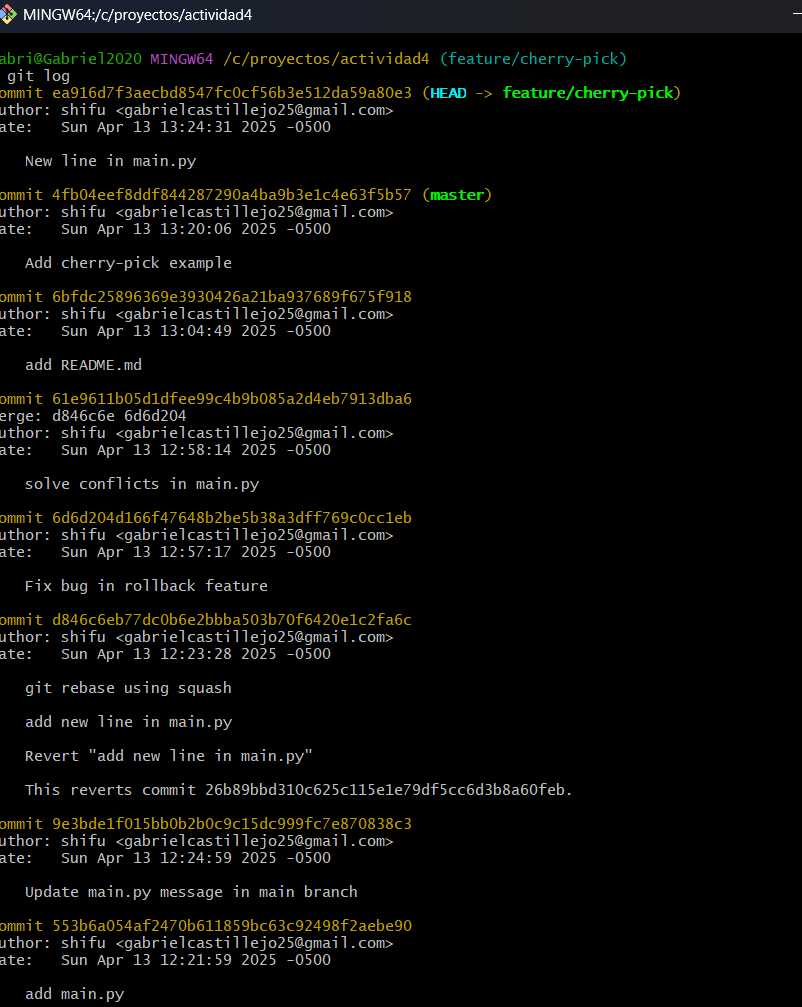 MINGW64:/c/proyectos/actividad4
abri@Gabriel2020 MINGW64 /c/proyectos/actividad4 (feature/cherry-pick)
git log
ommit ea916d7f3aecbd8547fc0cf56b3e512da59a80e3 (HEAD -> feature/cherry-pick)
uthor: shifu <gabrielcastillejo25@gmail.com>
ate:   Sun Apr 13 13:24:31 2025 -0500
New line in main.py
ommit 4fb04eef8ddf844287290a4ba9b3e1c4e63f5b57 (master)
uthor: shifu <gabrielcastillejo25@gmail.com>
ate:   Sun Apr 13 13:20:06 2025 -0500
Add cherry-pick example
ommit 6bfdc25896369e3930426a21ba937689f675f918
uthor: shifu <gabrielcastillejo25@gmail.com>
ate:   Sun Apr 13 13:04:49 2025 -0500
add README.md
ommit 61e9611b05d1dfee99c4b9b085a2d4eb7913dba6
erge: d846c6e 6d6d204
uthor: shifu <gabrielcastillejo25@gmail.com>
ate:   Sun Apr 13 12:58:14 2025 -0500
solve conflicts in main.py
ommit 6d6d204d166f47648b2be5b38a3dff769c0cc1eb
uthor: shifu <gabrielcastillejo25@gmail.com>
ate:   Sun Apr 13 12:57:17 2025 -0500
Fix bug in rollback feature
ommit d846c6eb77dc0b6e2bbba503b70f6420e1c2fa6c
uthor: shifu <gabrielcastillejo25@gmail.com>
ate:   Sun Apr 13 12:23:28 2025 -0500
git rebase using squash
add new line in main.py
Revert "add new line in main.py"
This reverts commit 26b89bbd310c625c115e1e79df5cc6d3b8a60feb.
ommit 9e3bde1f015bb0b2b0c9c15dc999fc7e870838c3
uthor: shifu <gabrielcastillejo25@gmail.com>
ate:   Sun Apr 13 12:24:59 2025 -0500
Update main.py message in main branch
ommit 553b6a054af2470b611859bc63c92498f2aebe90
uthor: shifu <gabrielcastillejo25@gmail.com>
ate:   Sun Apr 13 12:21:59 2025 -0500
add main.py